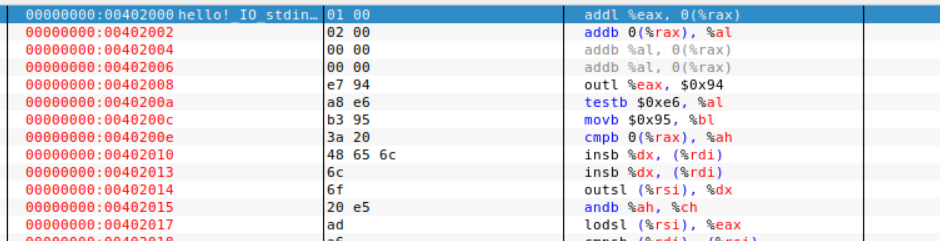 00000000:00402000 hello!_IO_stdin… 01 00 addl %eax, 0(%rax)
00000000:00402002 02 00 addb 0(%rax), %al
00000000:00402004 00 00 addb %al, 0(%rax)
00000000:00402006 00 00 addb %al, 0(%rax)
00000000:00402008 e7 94 outl %eax, $0x94
00000000:0040200a a8 e6 testb $0xe6, %al
00000000:0040200c b3 95 movb $0x95, %bl
00000000:0040200e 3a 20 cmpb 0(%rax), %ah
00000000:00402010 48 65 6c insb %dx, (%rdi)
00000000:00402013 6c insb %dx, (%rdi)
00000000:00402014 6f outsl (%rsi), %dx
00000000:00402015 20 e5 andb %ah, %ch
00000000:00402017 ad lodsl (%rsi), %eax